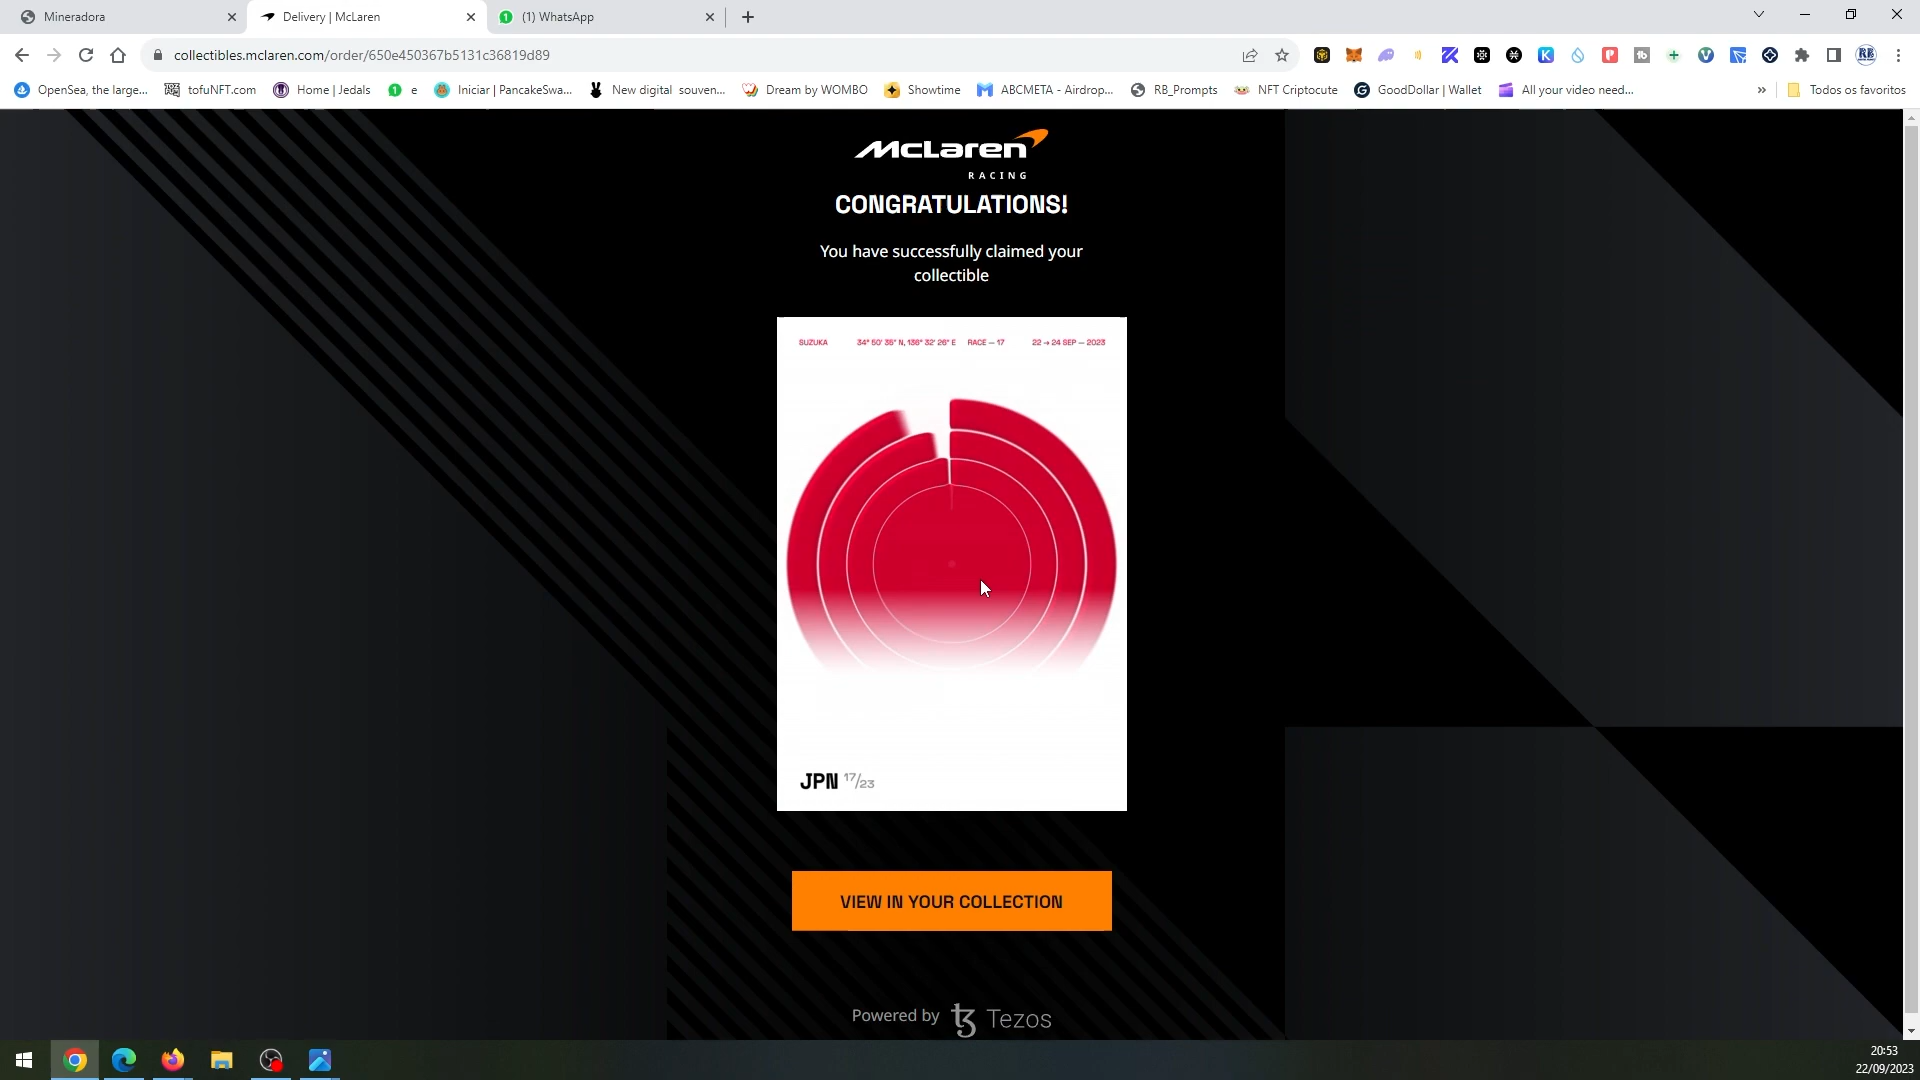 Mineradora
Delivery | McLaren
(1) WhatsApp
collectibles.mclaren.com/order/650e450367b5131c36819d89
OpenSea, the large...
tofuNFT.com
Home | Jedals
e
Iniciar | PancakeSwa...
New digital souven...
Dream by WOMBO
Showtime
ABCMETA - Airdrop...
RB_Prompts
NFT Criptocute
GoodDollar | Wallet
All your video need...
»
Todos os favoritos
McLaren
RACING
CONGRATULATIONS!
You have successfully claimed your
collectible
SUZUKA 34° 50' 35" N, 136° 32' 26" E RACE — 17 22 → 24 SEP — 2023
JPN 17/23
VIEW IN YOUR COLLECTION
Powered by Tezos
20:53
22/09/2023